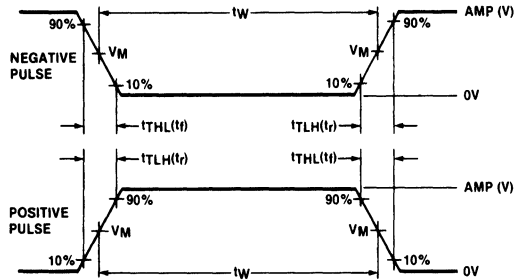 90%
tW
90%
AMP (V)
NEGATIVE
PULSE
VM
VM
10%
10%
0V
tTHL(tf)
tTLH(tr)
tTLH(tr)
tTHL(tf)
AMP (V)
90%
90%
POSITIVE
PULSE
VM
VM
10%
10%
tW
0V